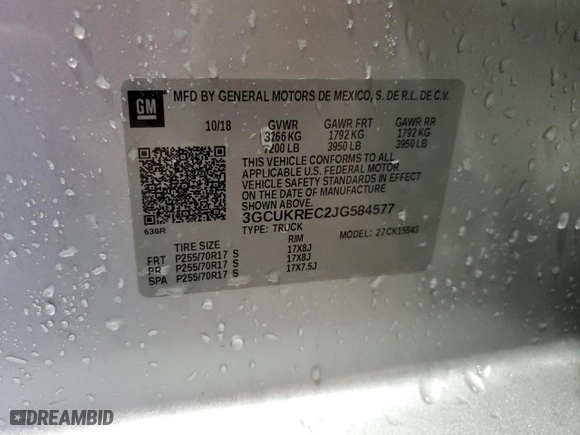 GM
MFD BY GENERAL MOTORS DE MEXICO, S. DE R.L. DE C.V.
10/18 GVWR GAWR FRT GAWR RR
3266 KG 1792 KG 1792 KG
7200 LB 3950 LB 3950 LB
THIS VEHICLE CONFORMS TO ALL
APPLICABLE U.S. FEDERAL MOTOR
VEHICLE SAFETY STANDARDS IN EFFECT
ON THE DATE OF MANUFACTURE
SHOWN ABOVE.
3GCUKREC2JG584577
636R
TYPE: TRUCK MODEL: 27CK15543
TIRE SIZE RIM
FRT P255/70R17 S 17X8J
RR P255/70R17 S 17X8J
SPA P255/70R17 S 17X7.5J
DREAMBID